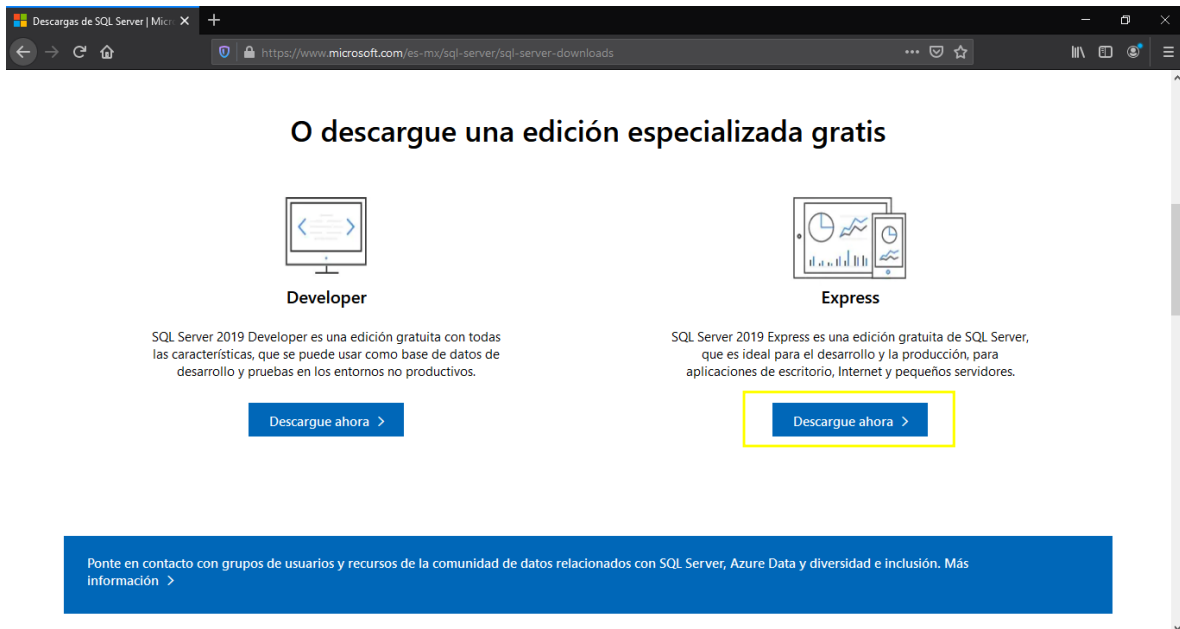 Descargas de SQL Server | Micr
https://www.microsoft.com/es-mx/sql-server/sql-server-downloads
O descargue una edición especializada gratis
Developer
SQL Server 2019 Developer es una edición gratuita con todas
las características, que se puede usar como base de datos de
desarrollo y pruebas en los entornos no productivos.
Descargue ahora >
Express
SQL Server 2019 Express es una edición gratuita de SQL Server,
que es ideal para el desarrollo y la producción, para
aplicaciones de escritorio, Internet y pequeños servidores.
Descargue ahora >
Ponte en contacto con grupos de usuarios y recursos de la comunidad de datos relacionados con SQL Server, Azure Data y diversidad e inclusión. Más
información >